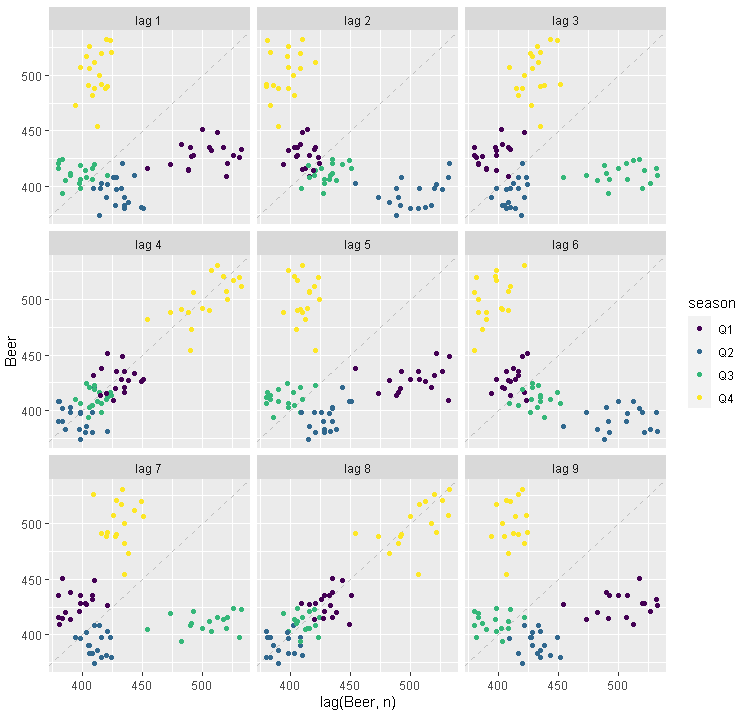 lag 1
lag 2
lag 3
500
450
400
lag 4
lag 5
lag 6
500
450
400
lag 7
lag 8
lag 9
500
450
400
400 450 500
400 450 500
400 450 500
lag(Beer, n)
Beer
season
Q1
Q2
Q3
Q4